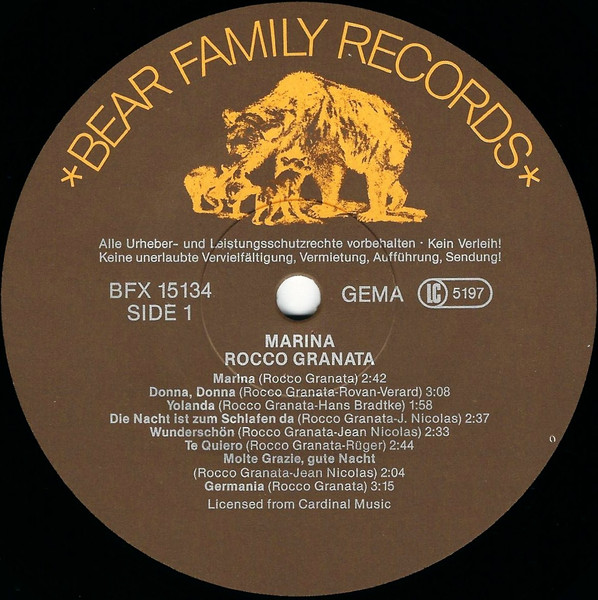 *BEAR FAMILY RECORDS*
Alle Urheber- und Leistungsschutzrechte vorbehalten · Kein Verleih!
Keine unerlaubte Vervielfältigung, Vermietung, Aufführung, Sendung!
BFX 15134
SIDE 1
GEMA LC 5197
MARINA
ROCCO GRANATA
Marina (Rocco Granata) 2:42
Donna, Donna (Rocco Granata-Rovan-Verard) 3:08
Yolanda (Rocco Granata-Hans Bradtke) 1:58
Die Nacht ist zum Schlafen da (Rocco Granata-J. Nicolas) 2:37
Wunderschön (Rocco Granata-Jean Nicolas) 2:33
Te Quiero (Rocco Granata-Rüger) 2:44
Molte Grazie, gute Nacht
(Rocco Granata-Jean Nicolas) 2:04
Germania (Rocco Granata) 3:15
Licensed from Cardinal Music